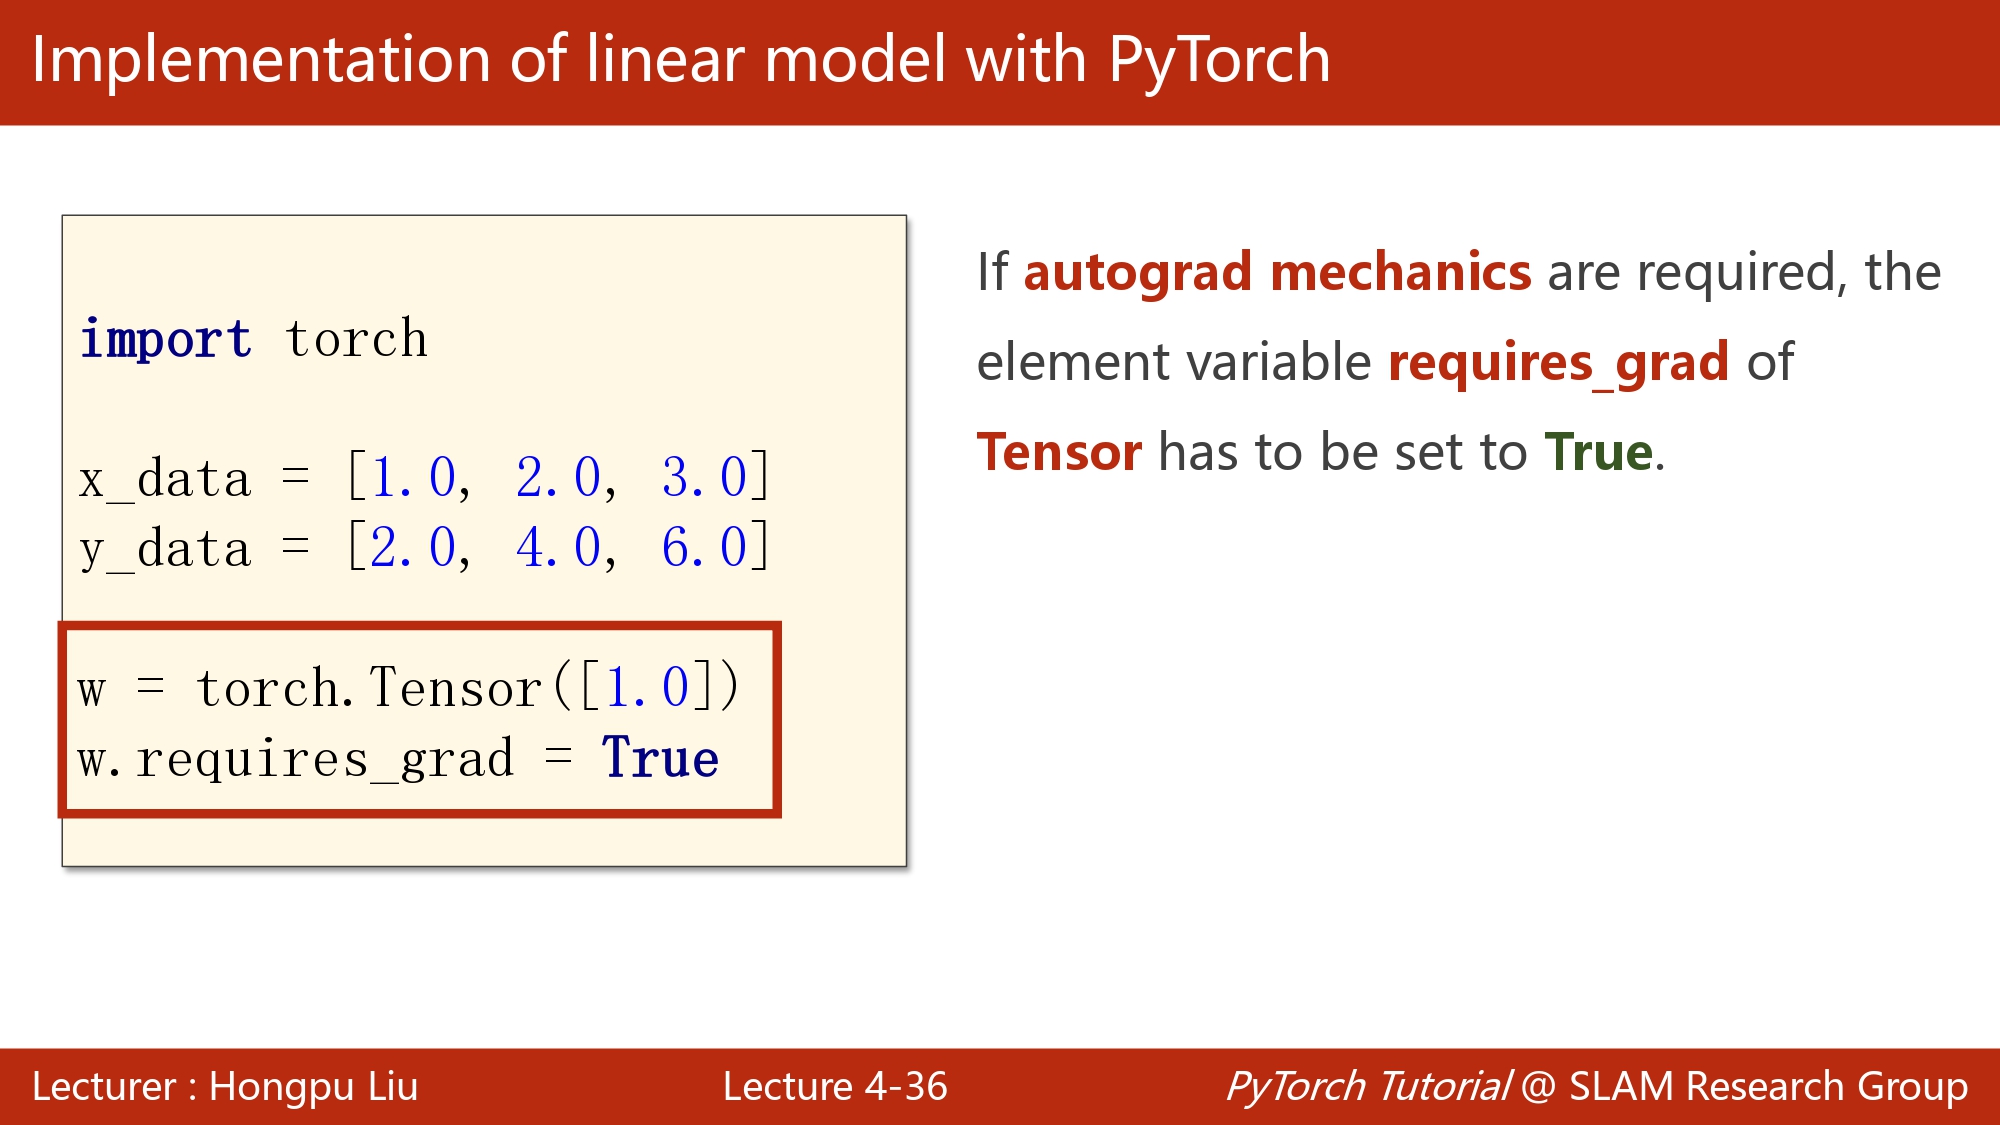 Implementation of linear model with PyTorch
import torch
x_data = [1.0, 2.0, 3.0]
y_data = [2.0, 4.0, 6.0]
w = torch.Tensor([1.0])
w.requires_grad = True
If autograd mechanics are required, the
element variable requires_grad of
Tensor has to be set to True.
Lecturer : Hongpu Liu
Lecture 4-36
PyTorch Tutorial @ SLAM Research Group